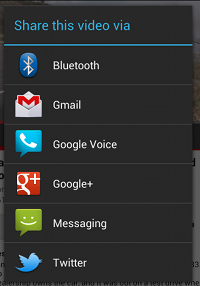 Share this video via
Bluetooth
Gmail
Google Voice
g+
Google+
Messaging
Twitter